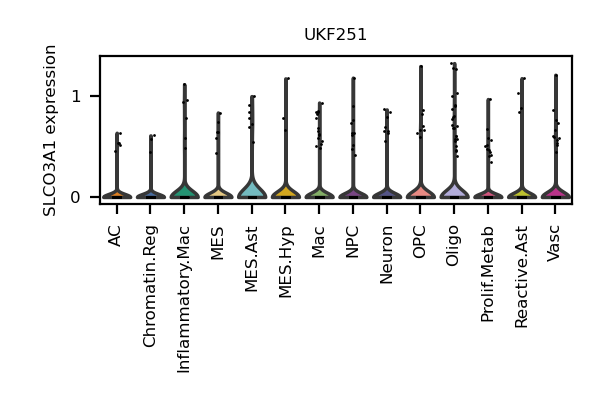 UKF251
SLCO3A1 expression
1
0
AC
Chromatin.Reg
Inflammatory.Mac
MES
MES.Ast
MES.Hyp
Mac
NPC
Neuron
OPC
Oligo
Prolif.Metab
Reactive.Ast
Vasc